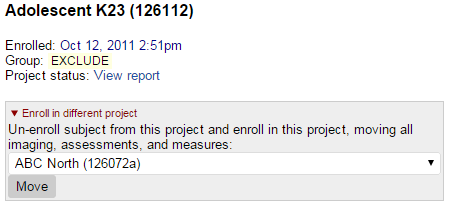 Adolescent K23 (126112)
Enrolled: Oct 12, 2011 2:51pm
Group: EXCLUDE
Project status: View report
▼ Enroll in different project
Un-enroll subject from this project and enroll in this project, moving all
imaging, assessments, and measures:
ABC North (126072a) ▼
Move